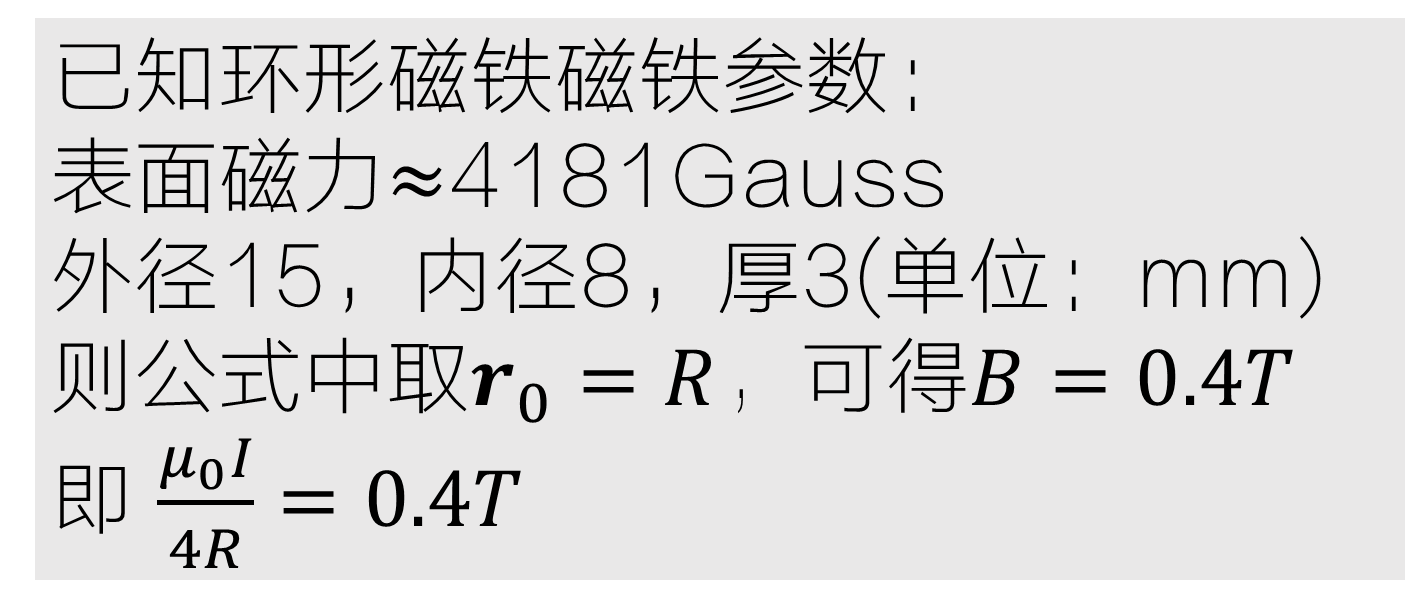 已知环形磁铁磁铁参数：
表面磁力≈4181Gauss
外径15，内径8，厚3(单位：mm)
则公式中取𝒓₀ = R，可得B = 0.4T
即 μ₀I/4R = 0.4T